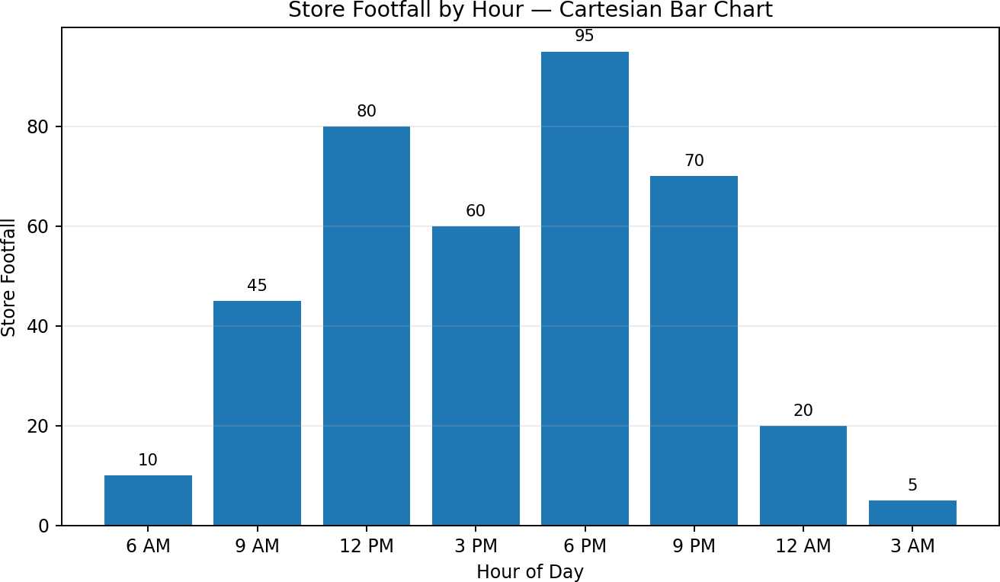 Store Footfall by Hour — Cartesian Bar Chart
Store Footfall
80
60
40
20
0
10
45
80
60
95
70
20
5
6 AM
9 AM
12 PM
3 PM
6 PM
9 PM
12 AM
3 AM
Hour of Day